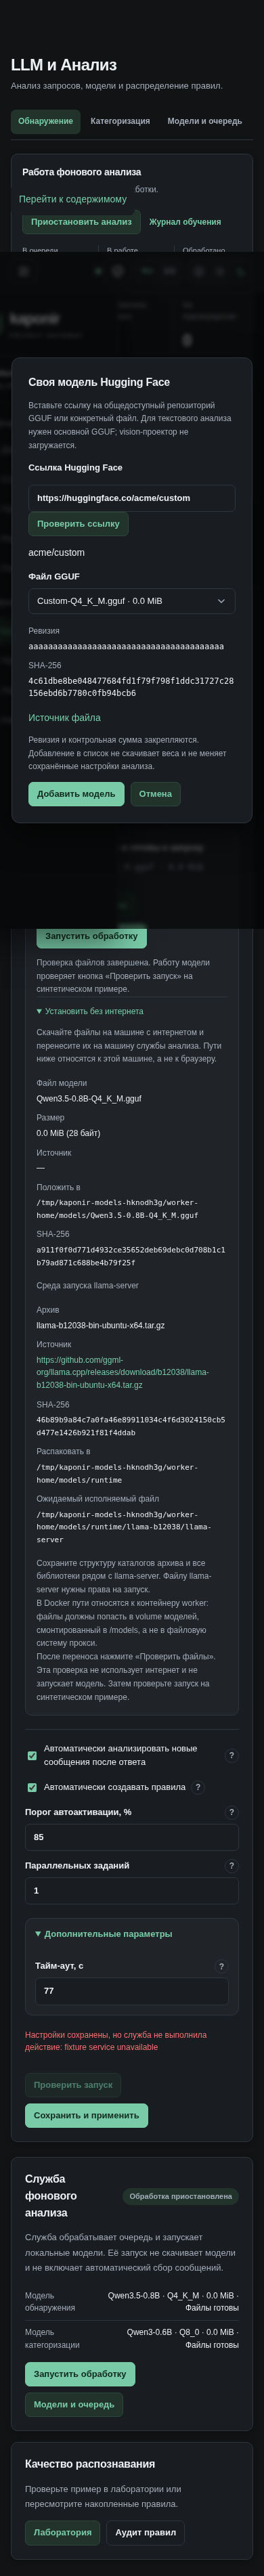 LLM и Анализ
Анализ запросов, модели и распределение правил.
Обнаружение
Категоризация
Модели и очередь
Работа фонового анализа
ботки.
Перейти к содержимому
Приостановить анализ
Журнал обучения
В очереди
В работе
Обработано
kaponir
0
Своя модель Hugging Face
Вставьте ссылку на общедоступный репозиторий
GGUF или конкретный файл. Для текстового анализа
нужен основной GGUF; vision-проектор не
загружается.
Ссылка Hugging Face
https://huggingface.co/acme/custom
Проверить ссылку
acme/custom
Файл GGUF
Custom-Q4_K_M.gguf · 0.0 MiB
Ревизия
aaaaaaaaaaaaaaaaaaaaaaaaaaaaaaaaaaaaaaaa
SHA-256
4c61dbe8be048477684fd1f79f798f1ddc31727c28
156ebd6b7780c0fb94bcb6
Источник файла
Ревизия и контрольная сумма закрепляются.
Добавление в список не скачивает веса и не меняет
сохранённые настройки анализа.
Добавить модель
Отмена
Запустить обработку
Проверка файлов завершена. Работу модели
проверяет кнопка «Проверить запуск» на
синтетическом примере.
▼ Установить без интернета
Скачайте файлы на машине с интернетом и
перенесите их на машину службы анализа. Пути
ниже относятся к этой машине, а не к браузеру.
Файл модели
Qwen3.5-0.8B-Q4_K_M.gguf
Размер
0.0 MiB (28 байт)
Источник
—
Положить в
/tmp/kaponir-models-hknodh3g/worker-
home/models/Qwen3.5-0.8B-Q4_K_M.gguf
SHA-256
a911f0f0d771d4932ce35652deb69debc0d708b1c1
b79ad871c688be4b79f25f
Среда запуска llama-server
Архив
llama-b12038-bin-ubuntu-x64.tar.gz
Источник
https://github.com/ggml-
org/llama.cpp/releases/download/b12038/llama-
b12038-bin-ubuntu-x64.tar.gz
SHA-256
46b89b9a84c7a0fa46e89911034c4f6d3024150cb5
d477e1426b921f81f4ddab
Распаковать в
/tmp/kaponir-models-hknodh3g/worker-
home/models/runtime
Ожидаемый исполняемый файл
/tmp/kaponir-models-hknodh3g/worker-
home/models/runtime/llama-b12038/llama-
server
Сохраните структуру каталогов архива и все
библиотеки рядом с llama-server. Файлу llama-
server нужны права на запуск.
В Docker пути относятся к контейнеру worker:
файлы должны попасть в volume моделей,
смонтированный в /models, а не в файловую
систему прокси.
После переноса нажмите «Проверить файлы».
Эта проверка не использует интернет и не
запускает модель. Затем проверьте запуск на
синтетическом примере.
Автоматически анализировать новые
сообщения после ответа
?
Автоматически создавать правила
?
Порог автоактивации, %
?
85
Параллельных заданий
?
1
▼ Дополнительные параметры
Тайм-аут, с
?
77
Настройки сохранены, но служба не выполнила
действие: fixture service unavailable
Проверить запуск
Сохранить и применить
Служба
фонового
анализа
Обработка приостановлена
Служба обрабатывает очередь и запускает
локальные модели. Её запуск не скачивает модели
и не включает автоматический сбор сообщений.
Модель
обнаружения
Qwen3.5-0.8B · Q4_K_M · 0.0 MiB ·
Файлы готовы
Модель
категоризации
Qwen3-0.6B · Q8_0 · 0.0 MiB ·
Файлы готовы
Запустить обработку
Модели и очередь
Качество распознавания
Проверьте пример в лаборатории или
пересмотрите накопленные правила.
Лаборатория
Аудит правил